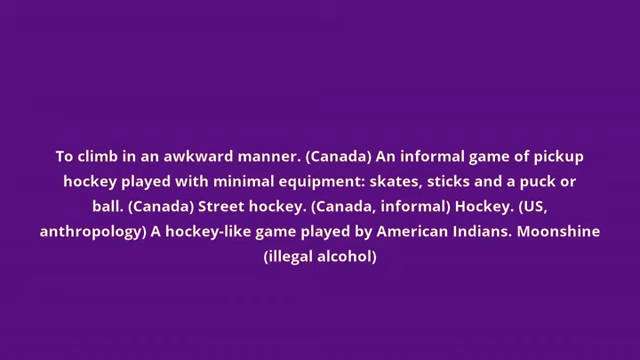 To climb in an awkward manner. (Canada) An informal game of pickup
hockey played with minimal equipment: skates, sticks and a puck or
ball. (Canada) Street hockey. (Canada, informal) Hockey. (US,
anthropology) A hockey-like game played by American Indians. Moonshine
(illegal alcohol)